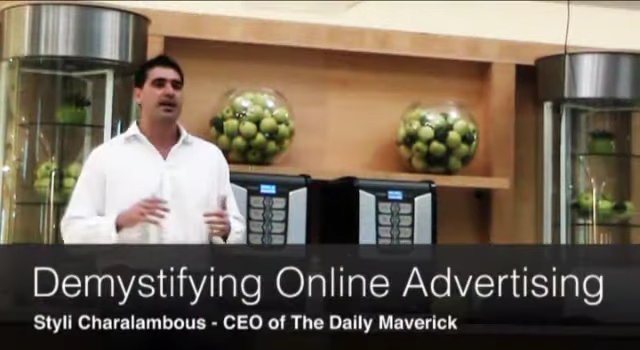 Demystifying Online Advertising
Styli Charalambous - CEO of The Daily Maverick